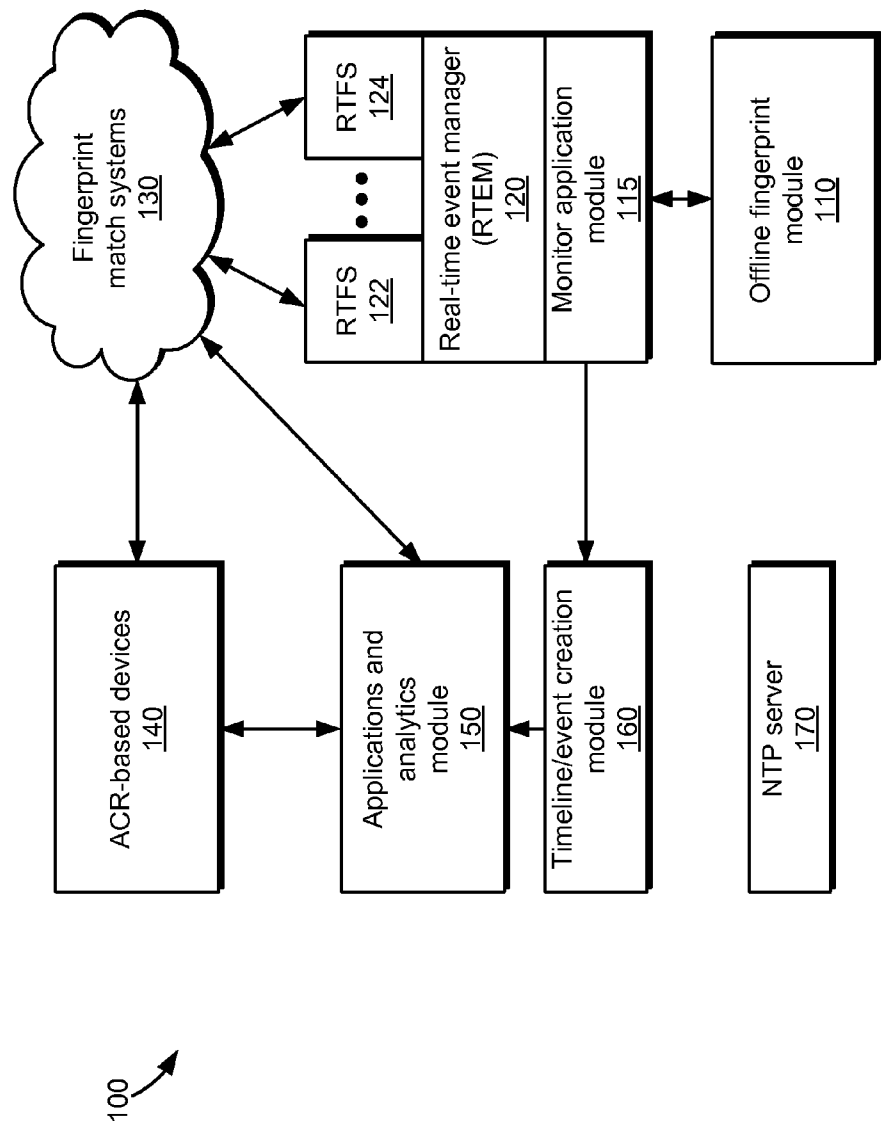 100
ACR-based devices
140
Fingerprint
match systems
130
Applications and
analytics
module
150
RTFS
122
RTFS
124
Real-time event manager
(RTEM)
120
Timeline/event creation
module
160
Monitor application
module
115
NTP server
170
Offline fingerprint
module
110